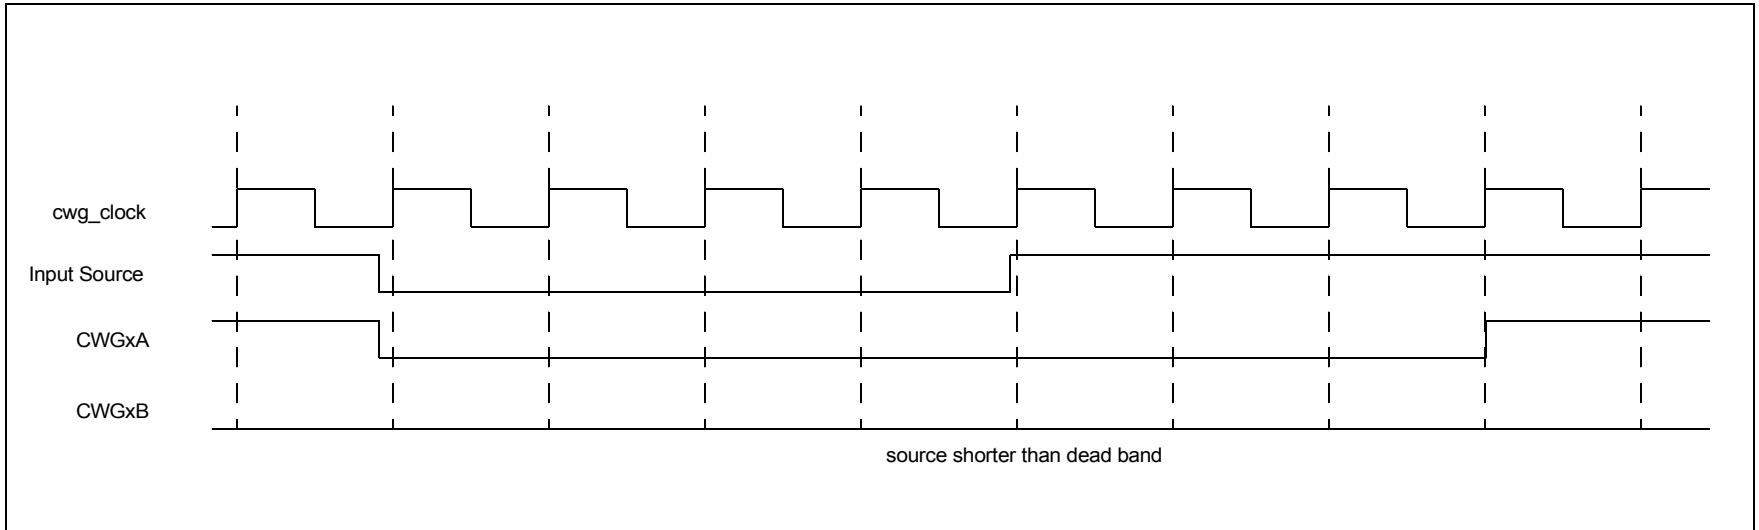 cwg_clock
Input Source
CWGxA
CWGxB
source shorter than dead band